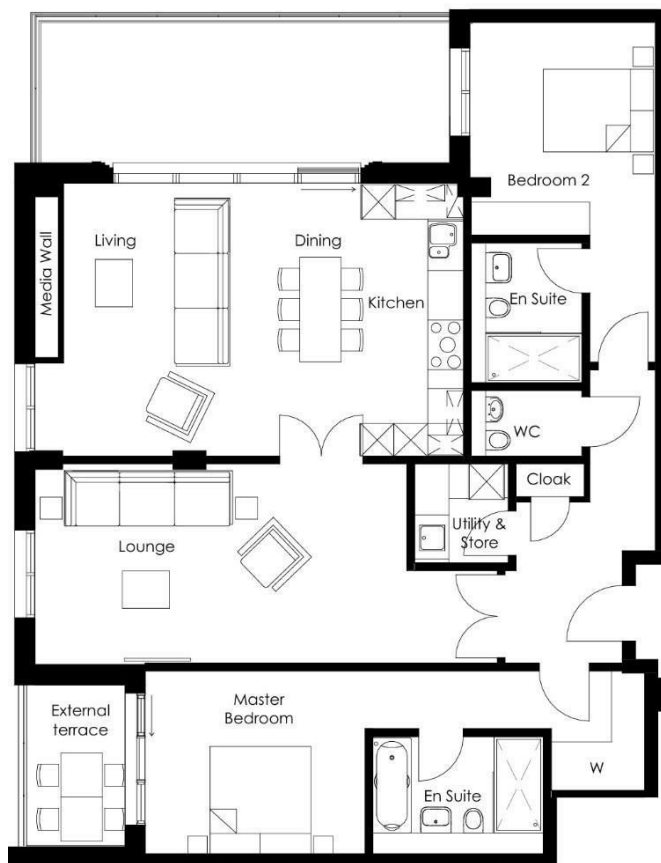 Bedroom 2
Media Wall
Living
Dining
Kitchen
En Suite
WC
Cloak
Utility &
Store
Lounge
External
terrace
Master
Bedroom
En Suite
W